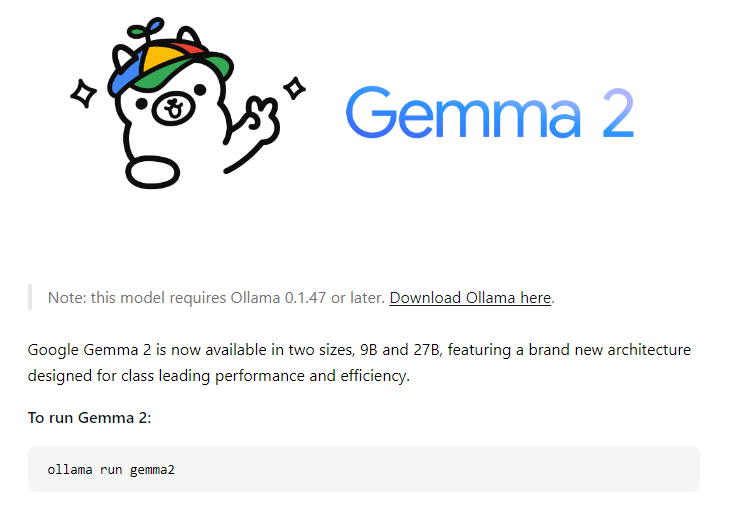 Gemma 2
Note: this model requires Ollama 0.1.47 or later. Download Ollama here.
Google Gemma 2 is now available in two sizes, 9B and 27B, featuring a brand new architecture
designed for class leading performance and efficiency.
To run Gemma 2:
ollama run gemma2